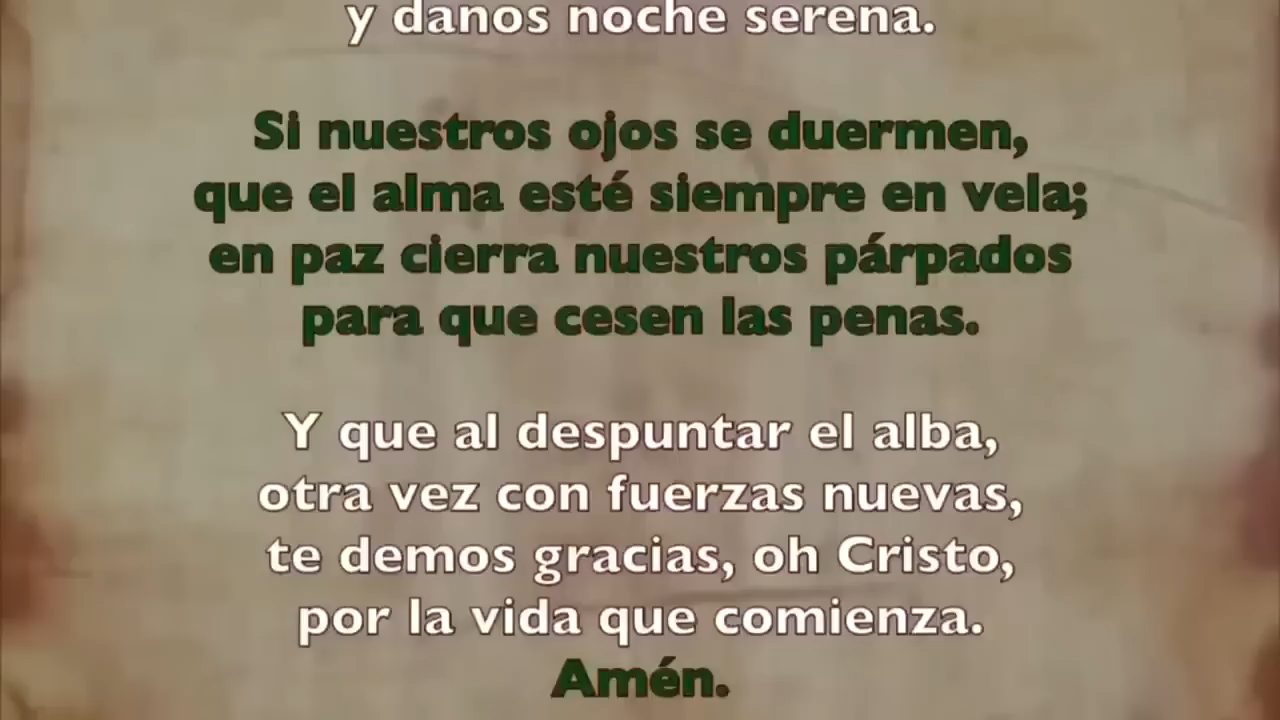 y danos noche serena.
Si nuestros ojos se duermen,
que el alma esté siempre en vela;
en paz cierra nuestros párpados
para que cesen las penas.
Y que al despuntar el alba,
otra vez con fuerzas nuevas,
te demos gracias, oh Cristo,
por la vida que comienza.
Amén.